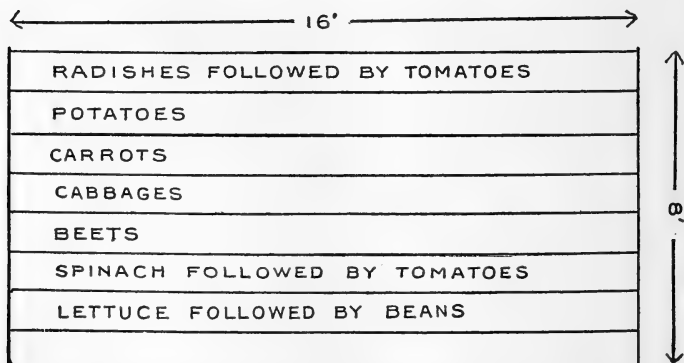 16'
RADISHES FOLLOWED BY TOMATOES
POTATOES
CARROTS
CABBAGES
BEETS
SPINACH FOLLOWED BY TOMATOES
LETTUCE FOLLOWED BY BEANS
8'